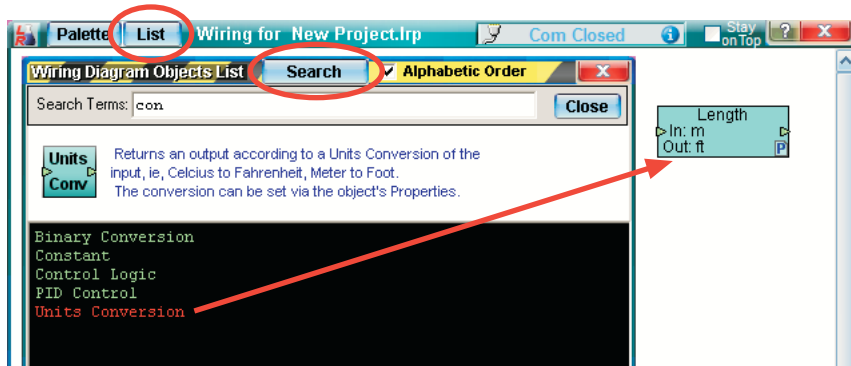 Palette List Wiring for New Project.lrp Com Closed i Stay on Top ? X
Wiring Diagram Objects List Search Alphabetic Order X
Search Terms: con Close
Units Conv
Returns an output according to a Units Conversion of the
input, ie, Celcius to Fahrenheit, Meter to Foot.
The conversion can be set via the object's Properties.
Binary Conversion
Constant
Control Logic
PID Control
Units Conversion
Length
In: m
Out: ft P